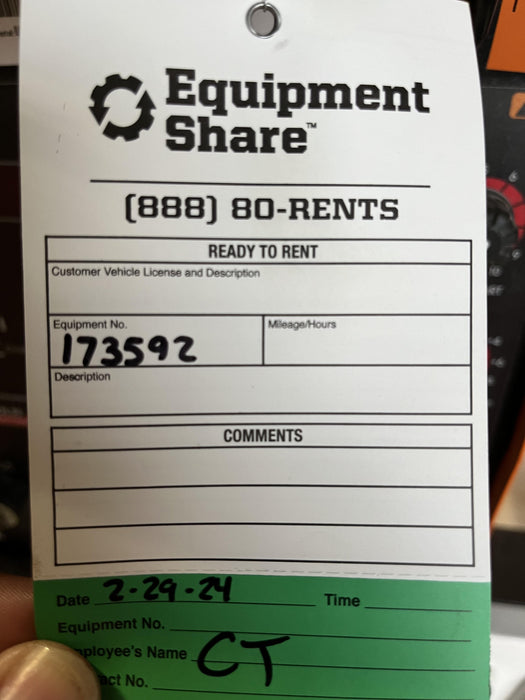 Equipment
Share™
(888) 80-RENTS
READY TO RENT
Customer Vehicle License and Description
Equipment No.
Mileage/Hours
173592
Description
COMMENTS
Date 2-29-24 Time
Equipment No.
ployee's Name CT
act No.